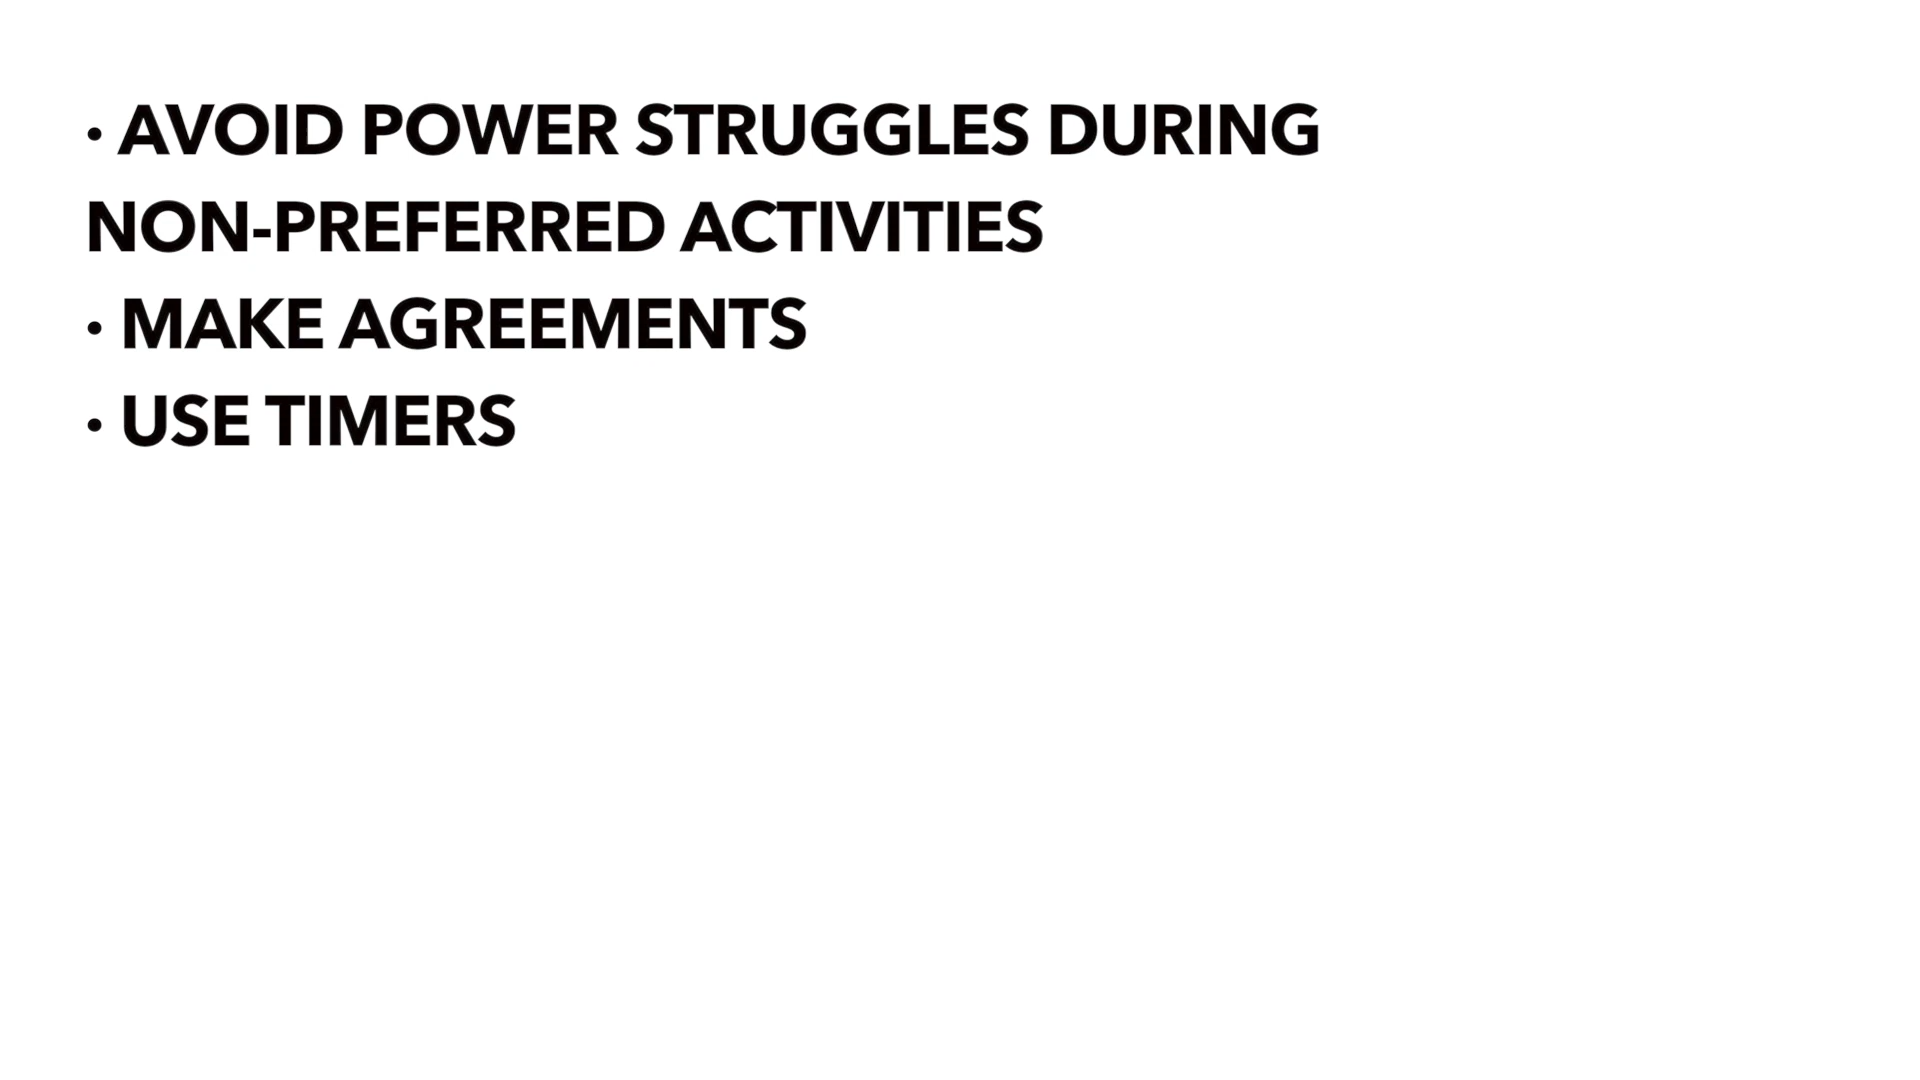 • AVOID POWER STRUGGLES DURING
NON-PREFERRED ACTIVITIES
• MAKE AGREEMENTS
• USE TIMERS